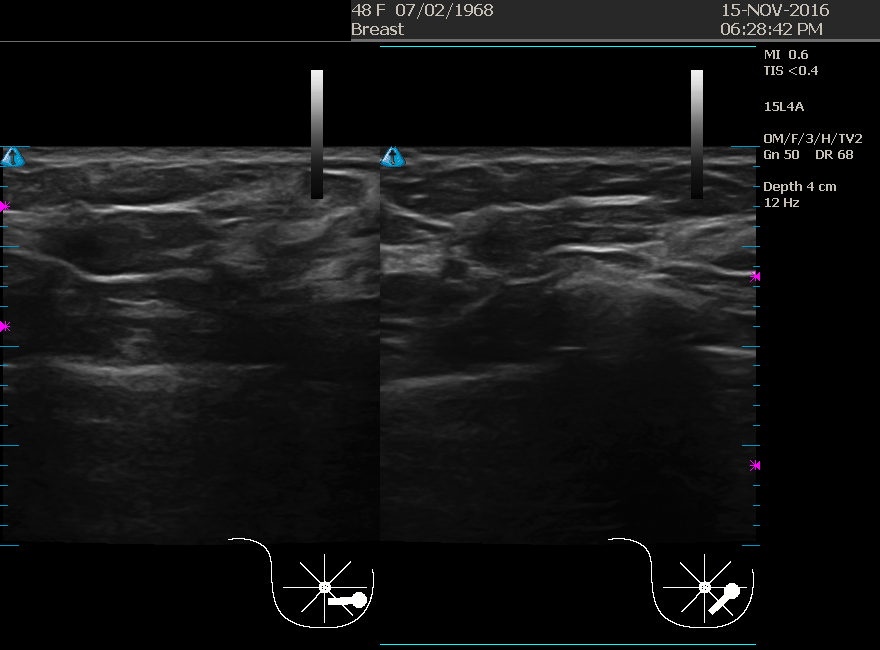 48 F 07/02/1968 15-NOV-2016
Breast 06:28:42 PM
MI 0.6
TIS <0.4
15L4A
OM/F/3/H/TV2
Gn 50 DR 68
Depth 4 cm
12 Hz